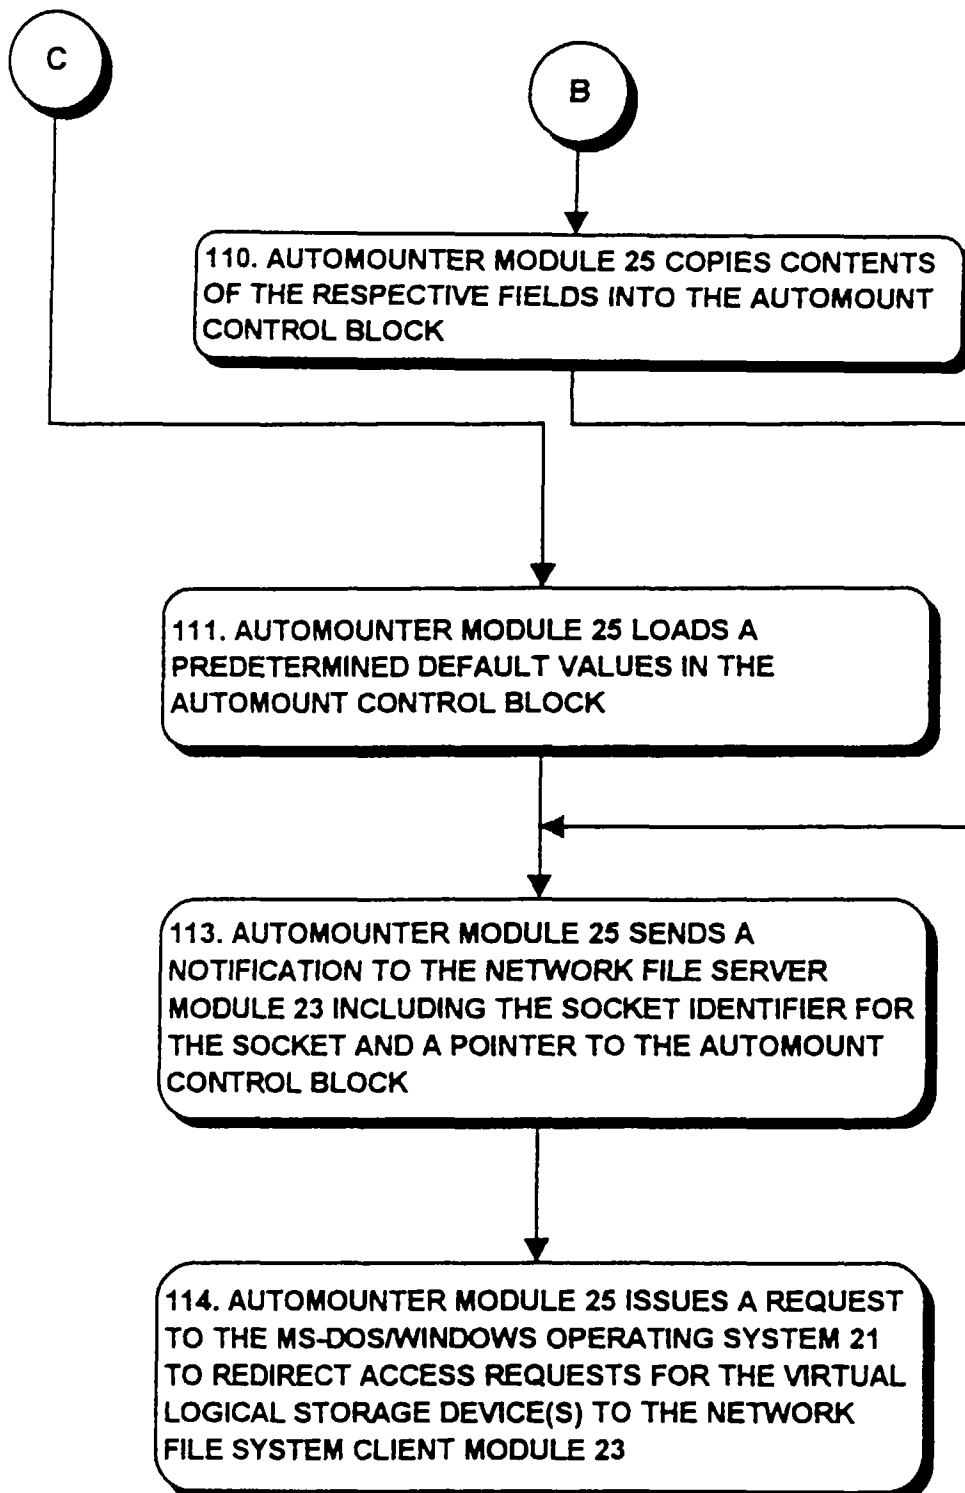 C
B
110. AUTOMOUNTER MODULE 25 COPIES CONTENTS
OF THE RESPECTIVE FIELDS INTO THE AUTOMOUNT
CONTROL BLOCK
111. AUTOMOUNTER MODULE 25 LOADS A
PREDETERMINED DEFAULT VALUES IN THE
AUTOMOUNT CONTROL BLOCK
113. AUTOMOUNTER MODULE 25 SENDS A
NOTIFICATION TO THE NETWORK FILE SERVER
MODULE 23 INCLUDING THE SOCKET IDENTIFIER FOR
THE SOCKET AND A POINTER TO THE AUTOMOUNT
CONTROL BLOCK
114. AUTOMOUNTER MODULE 25 ISSUES A REQUEST
TO THE MS-DOS/WINDOWS OPERATING SYSTEM 21
TO REDIRECT ACCESS REQUESTS FOR THE VIRTUAL
LOGICAL STORAGE DEVICE(S) TO THE NETWORK
FILE SYSTEM CLIENT MODULE 23